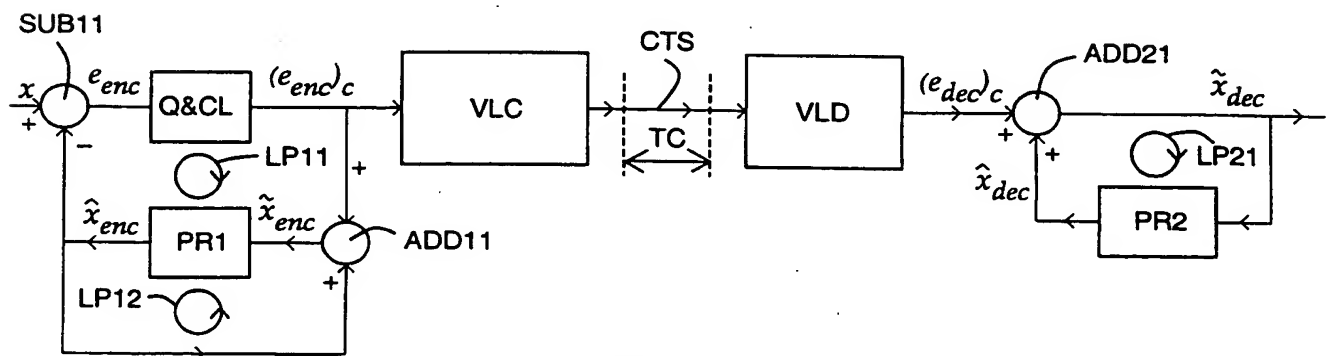 SUB11
CTS
ADD21
x
e_enc
Q&CL
(e_enc)_c
VLC
VLD
(e_dec)_c
x̃_dec
+
−
LP11
+
TC
+
+
LP21
x̂_enc
PR1
x̃_enc
ADD11
x̂_dec
PR2
LP12
+